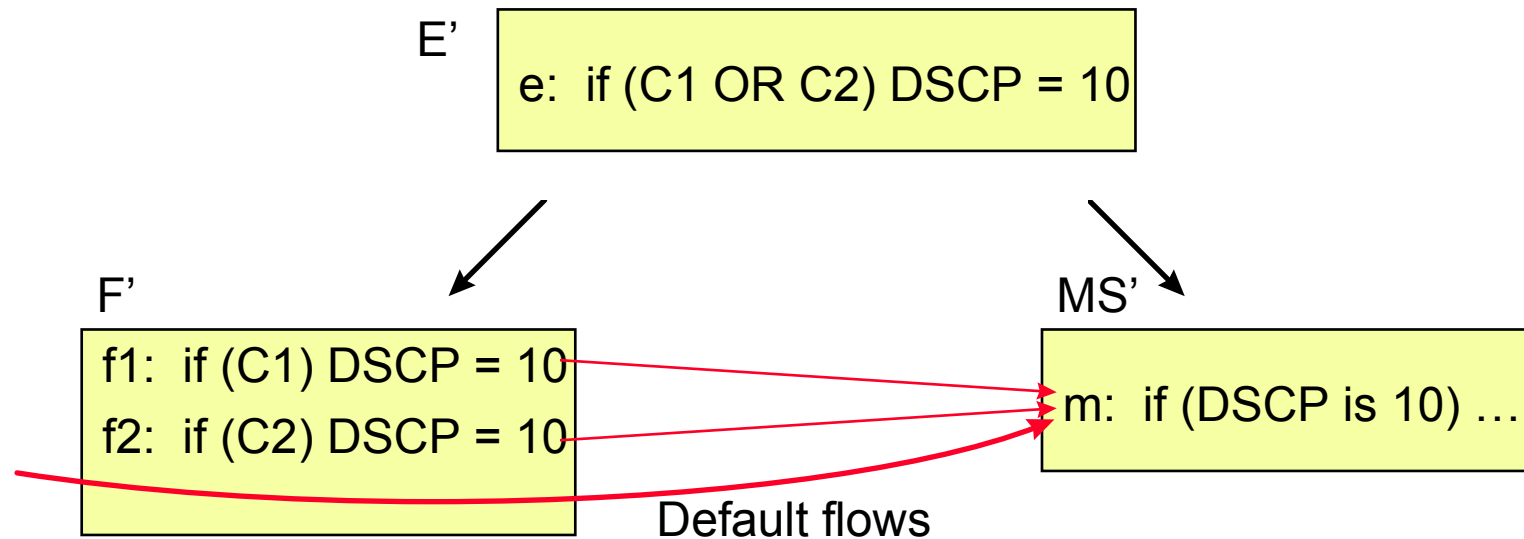 E’
e: if (C1 OR C2) DSCP = 10
F’
MS’
f1: if (C1) DSCP = 10
f2: if (C2) DSCP = 10
m: if (DSCP is 10) …
Default flows